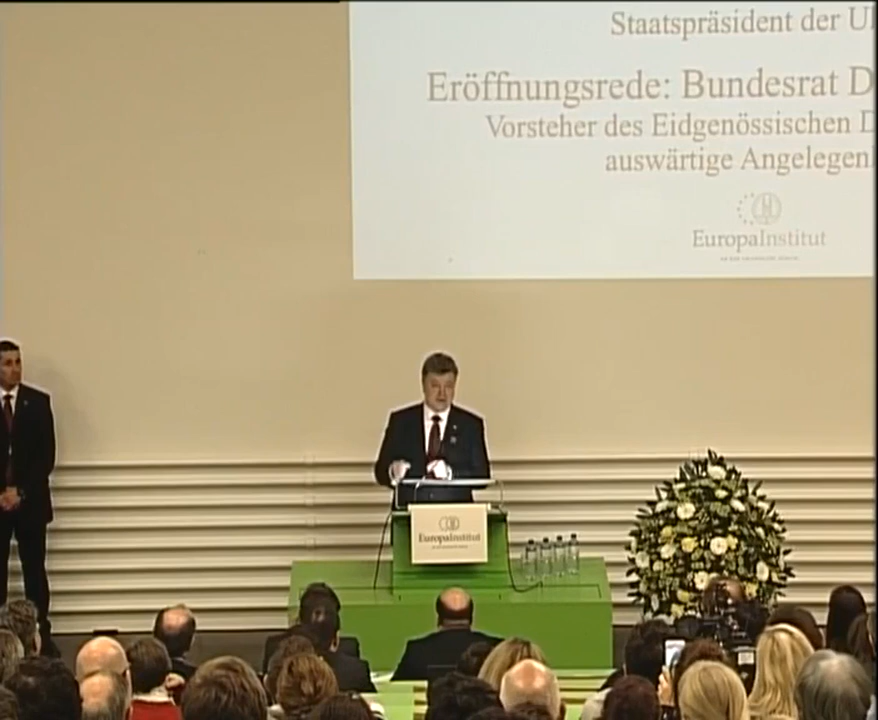 Staatspräsident der U
Eröffnungsrede: Bundesrat D
Vorsteher des Eidgenössischen D
auswärtige Angelegen
EuropaInstitut
EuropaInstitut